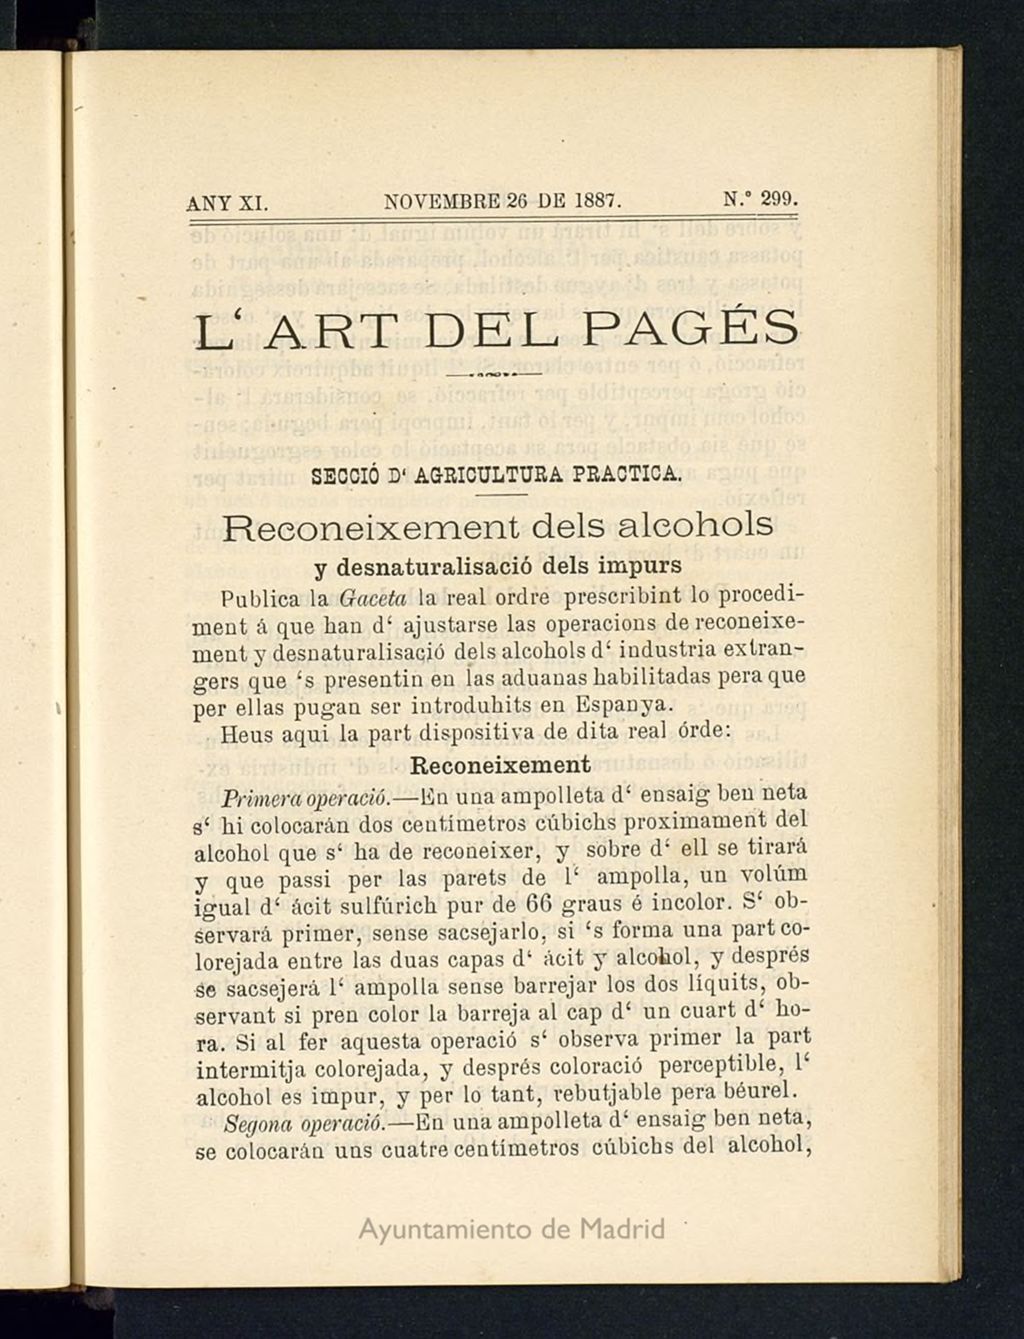 ANY XI. NOVEMBRE 26 DE 1887. N.° 299.
L‘ ART DEL PAGÉS
SECCIÓ D‘ AGRICULTURA PRACTICA.
Reconeixement dels alcohols
y desnaturalisació dels impurs
Publica la Gaceta la real ordre prescribint lo procedi-
ment á que han d‘ ajustarse las operacions de reconeixe-
ment y desnaturalisació dels alcohols d‘ industria extran-
gers que ‘s presentin en las aduanas habilitadas pera que
per ellas pugan ser introduhits en Espanya.
Heus aqui la part dispositiva de dita real órde:
Reconeixement
Primera operació.—En una ampolleta d‘ ensaig ben neta
s‘ hi colocarán dos centímetros cúbichs proximament del
alcohol que s‘ ha de reconeixer, y sobre d‘ ell se tirará
y que passi per las parets de l‘ ampolla, un volúm
igual d‘ ácit sulfúrich pur de 66 graus é incolor. S‘ ob-
servará primer, sense sacsejarlo, si ‘s forma una part co-
lorejada entre las duas capas d‘ ácit y alcohol, y després
se sacsejerá l‘ ampolla sense barrejar los dos líquits, ob-
servant si pren color la barreja al cap d‘ un cuart d‘ ho-
ra. Si al fer aquesta operació s‘ observa primer la part
intermitja colorejada, y després coloració perceptible, l‘
alcohol es impur, y per lo tant, rebutjable pera béurel.
Segona operació.—En una ampolleta d‘ ensaig ben neta,
se colocarán uns cuatre centímetros cúbichs del alcohol,
Ayuntamiento de Madrid